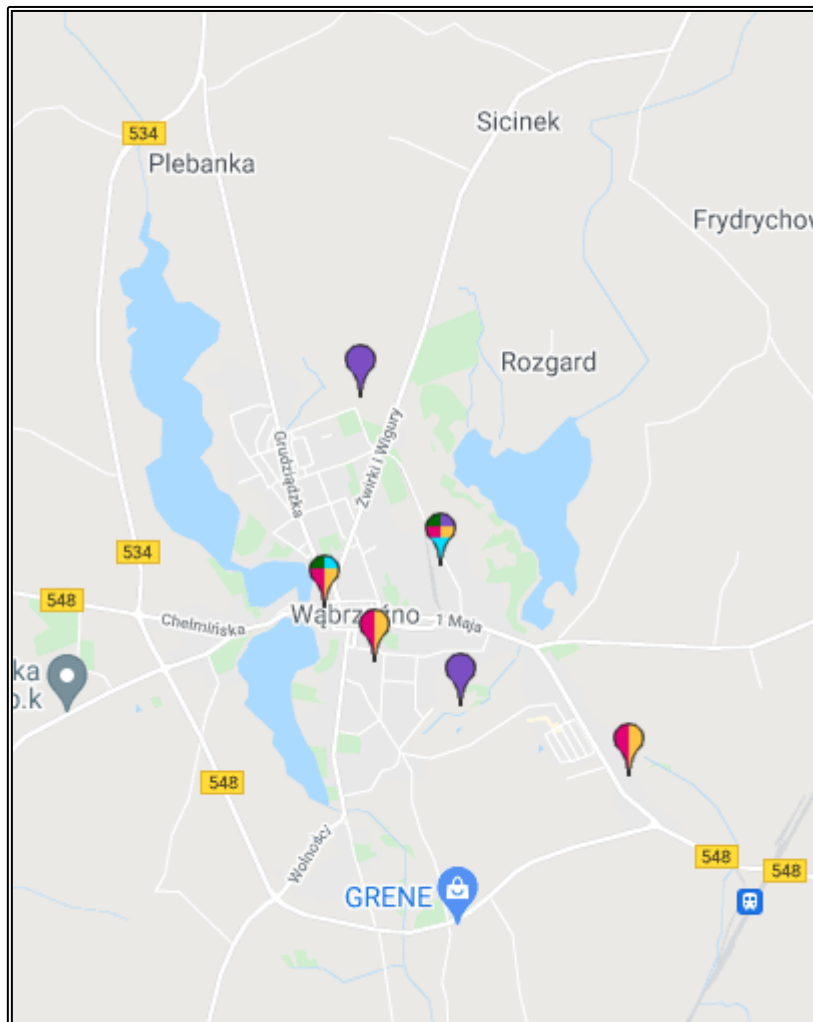 Sicinek
534
Plebanka
Frydrychow
Rozgard
Grudziądzka
Żwirki i Wigury
534
548
Chełmińska
1 Maja
ka
o.k
548
Wolności
548
548
GRENE